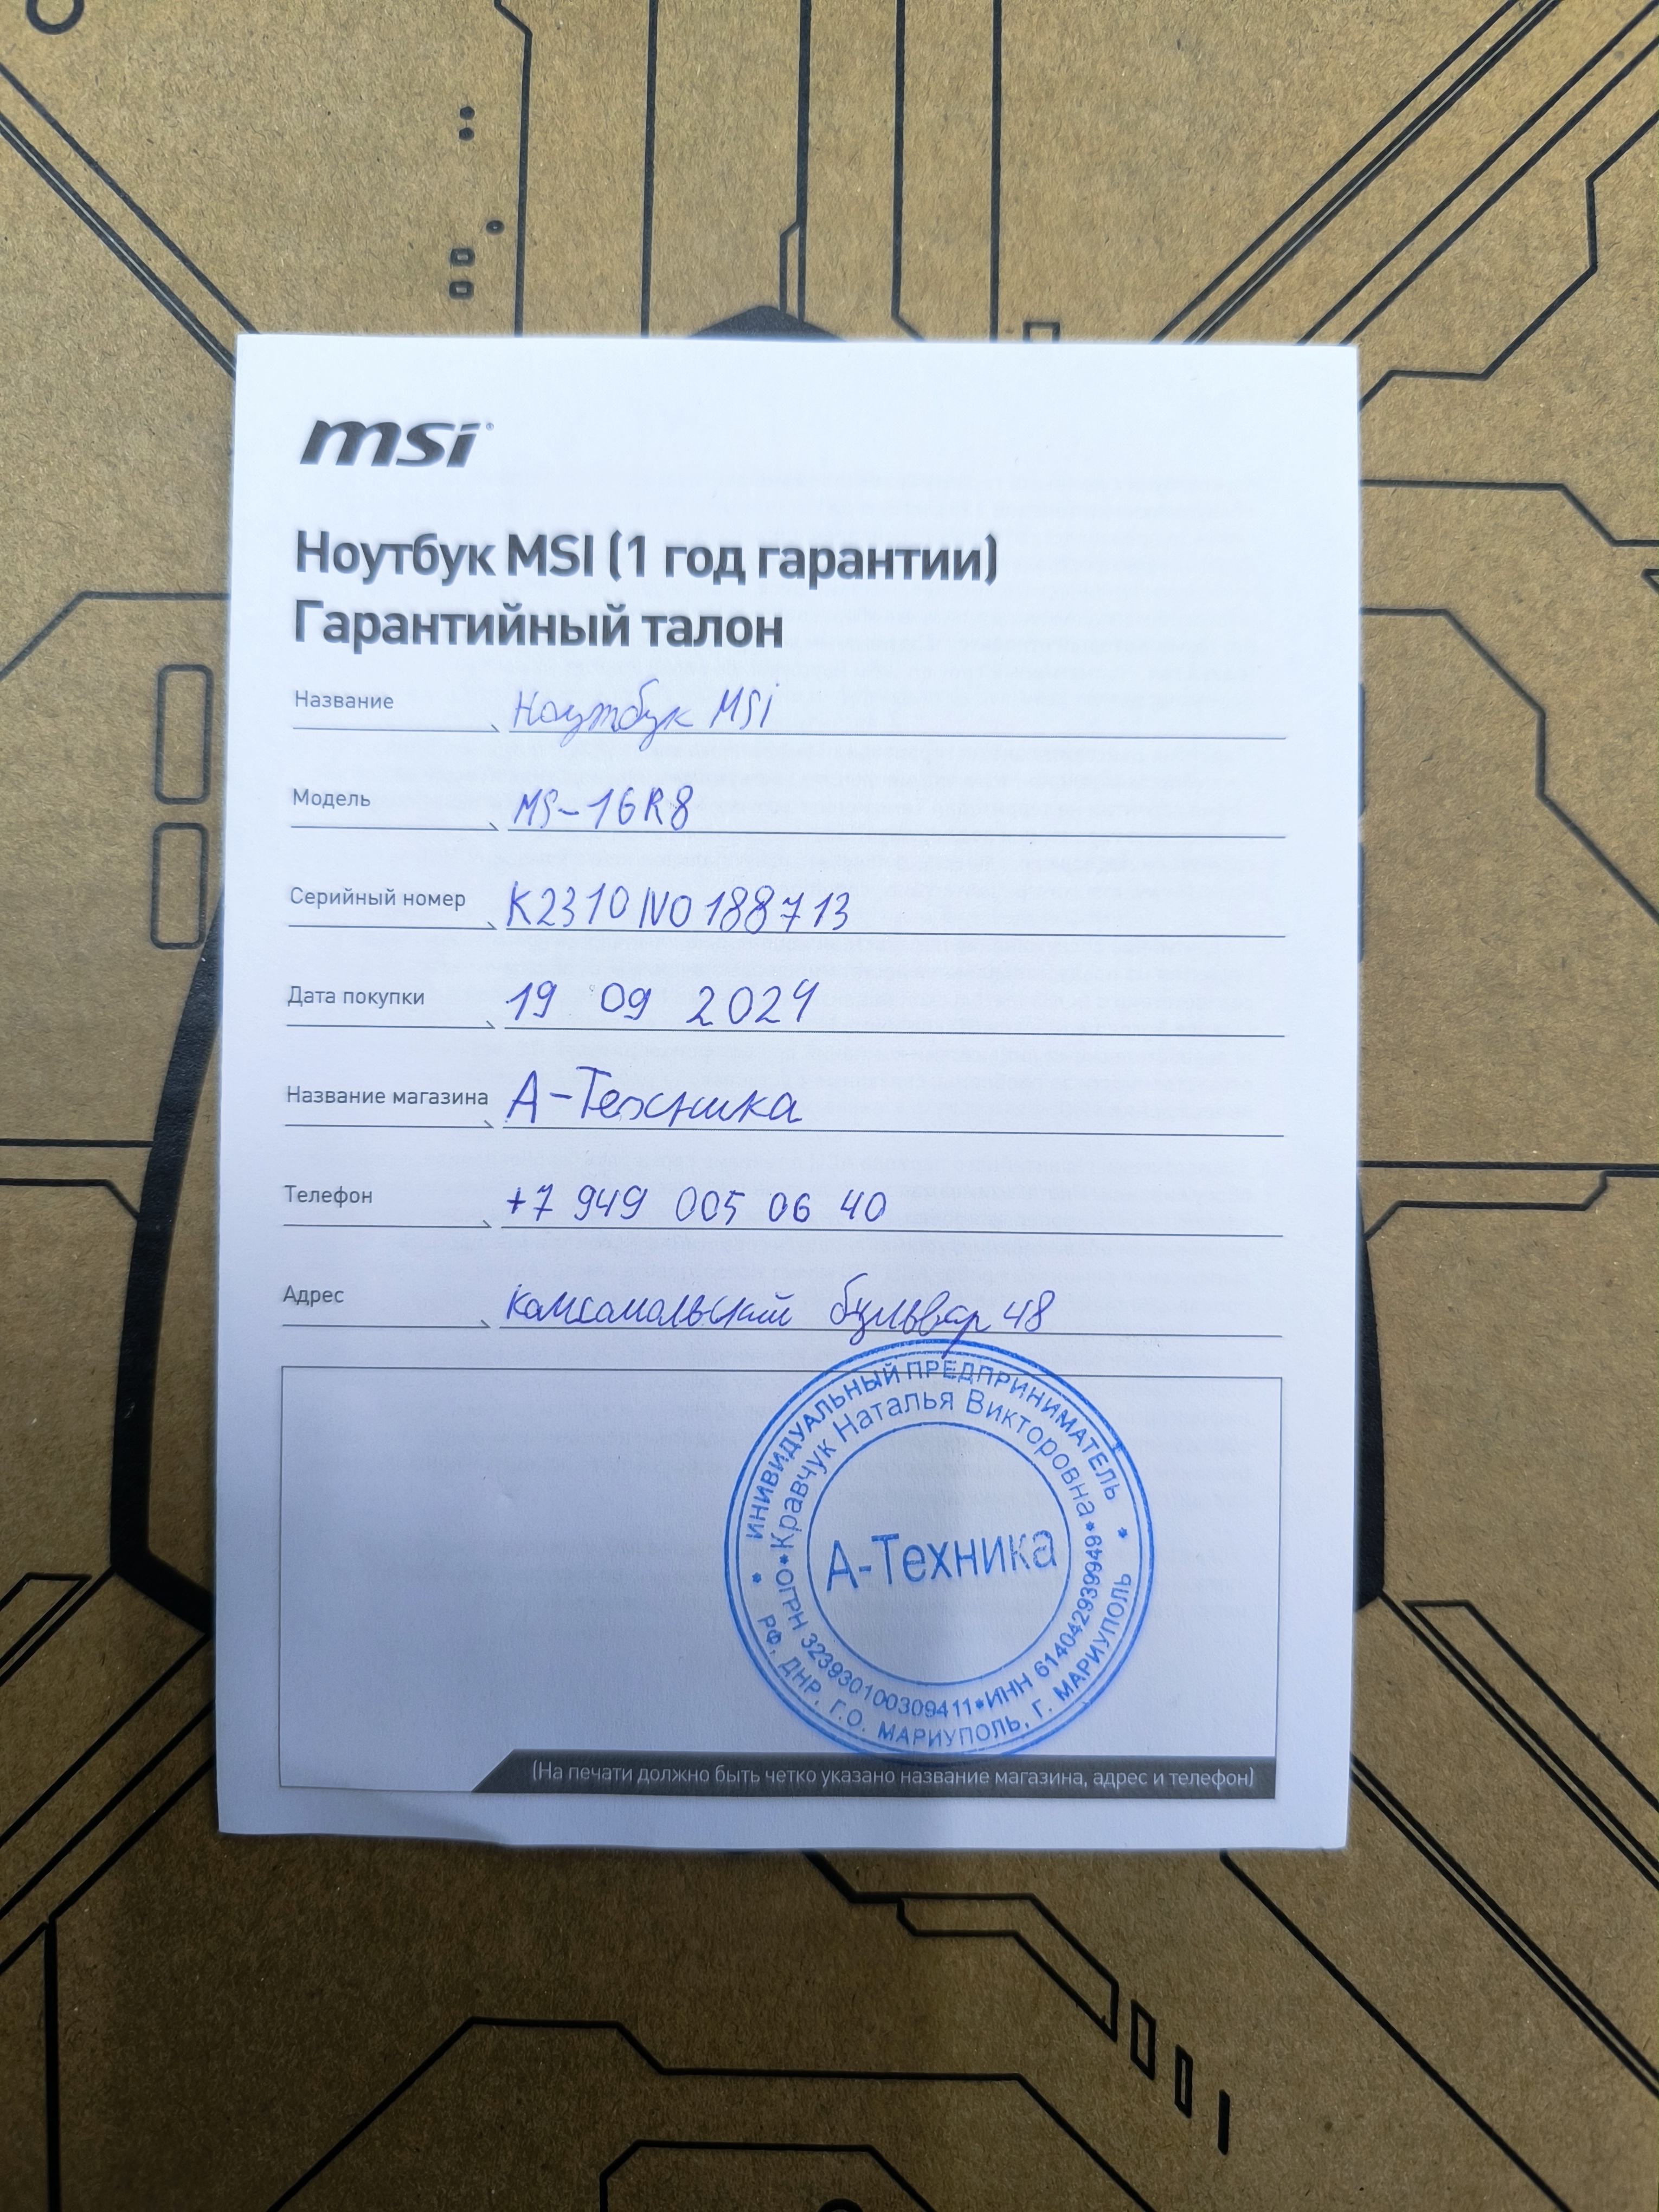 msi®
Ноутбук MSI (1 год гарантии)
Гарантийный талон
Название Ноутбук MSI
Модель MS-16R8
Серийный номер K2310N0188713
Дата покупки 19 09 2024
Название магазина А-Техника
Телефон +7 949 005 06 40
Адрес Комсомольский бульвар 48
ИНИВИДУАЛЬНЫЙ ПРЕДПРИНИМАТЕЛЬ
Кравчук Наталья Викторовна
А-Техника
ОГРН 323930100309411 ИНН 614042939949
РФ, ДНР, Г.О. МАРИУПОЛЬ, Г. МАРИУПОЛЬ
(На печати должно быть четко указано название магазина, адрес и телефон)